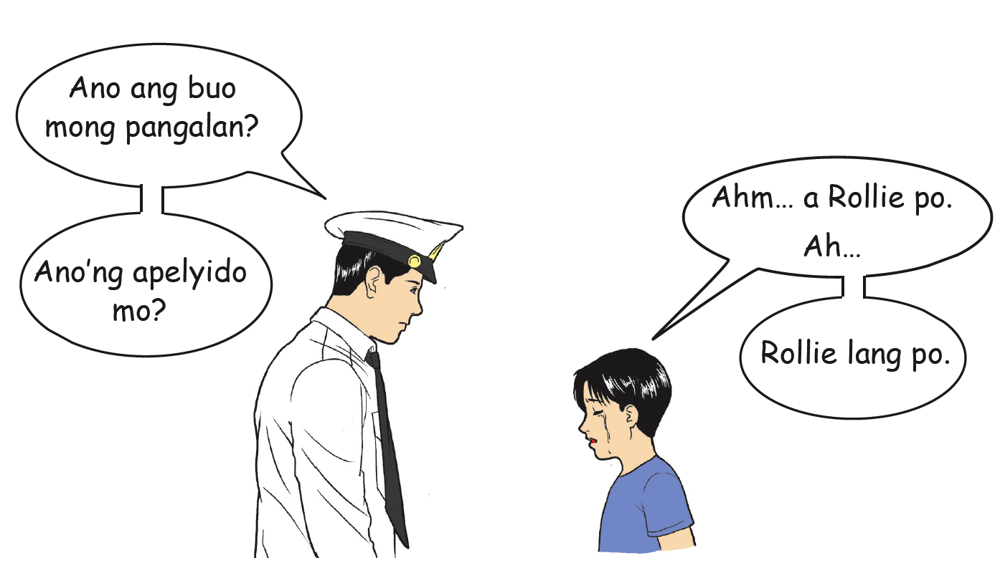 Ano ang buo
mong pangalan?
Ano'ng apelyido
mo?
Ahm... a Rollie po.
Ah...
Rollie lang po.